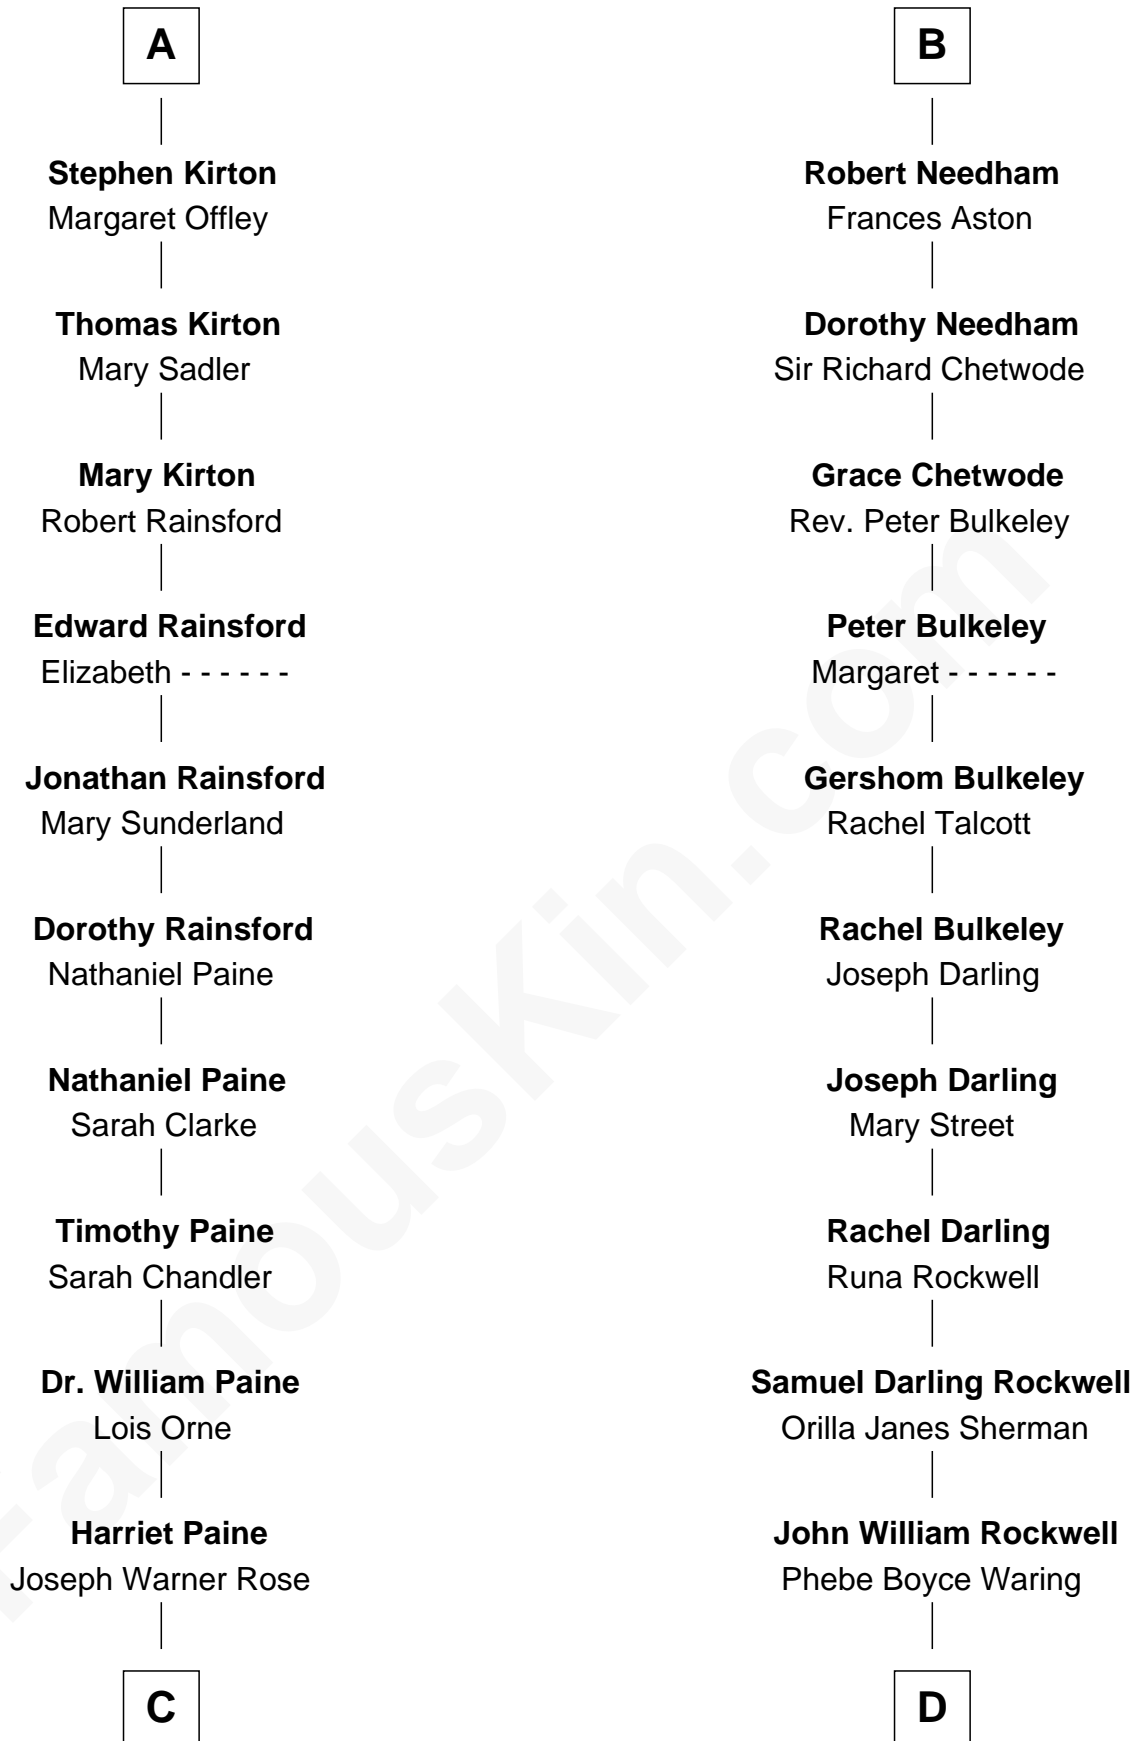 A
Stephen Kirton
Margaret Offley
Thomas Kirton
Mary Sadler
Mary Kirton
Robert Rainsford
Edward Rainsford
Elizabeth - - - - - -
Jonathan Rainsford
Mary Sunderland
Dorothy Rainsford
Nathaniel Paine
Nathaniel Paine
Sarah Clarke
Timothy Paine
Sarah Chandler
Dr. William Paine
Lois Orne
Harriet Paine
Joseph Warner Rose
C
B
Robert Needham
Frances Aston
Dorothy Needham
Sir Richard Chetwode
Grace Chetwode
Rev. Peter Bulkeley
Peter Bulkeley
Margaret - - - - - -
Gershom Bulkeley
Rachel Talcott
Rachel Bulkeley
Joseph Darling
Joseph Darling
Mary Street
Rachel Darling
Runa Rockwell
Samuel Darling Rockwell
Orilla Janes Sherman
John William Rockwell
Phebe Boyce Waring
D
FamousKin.com